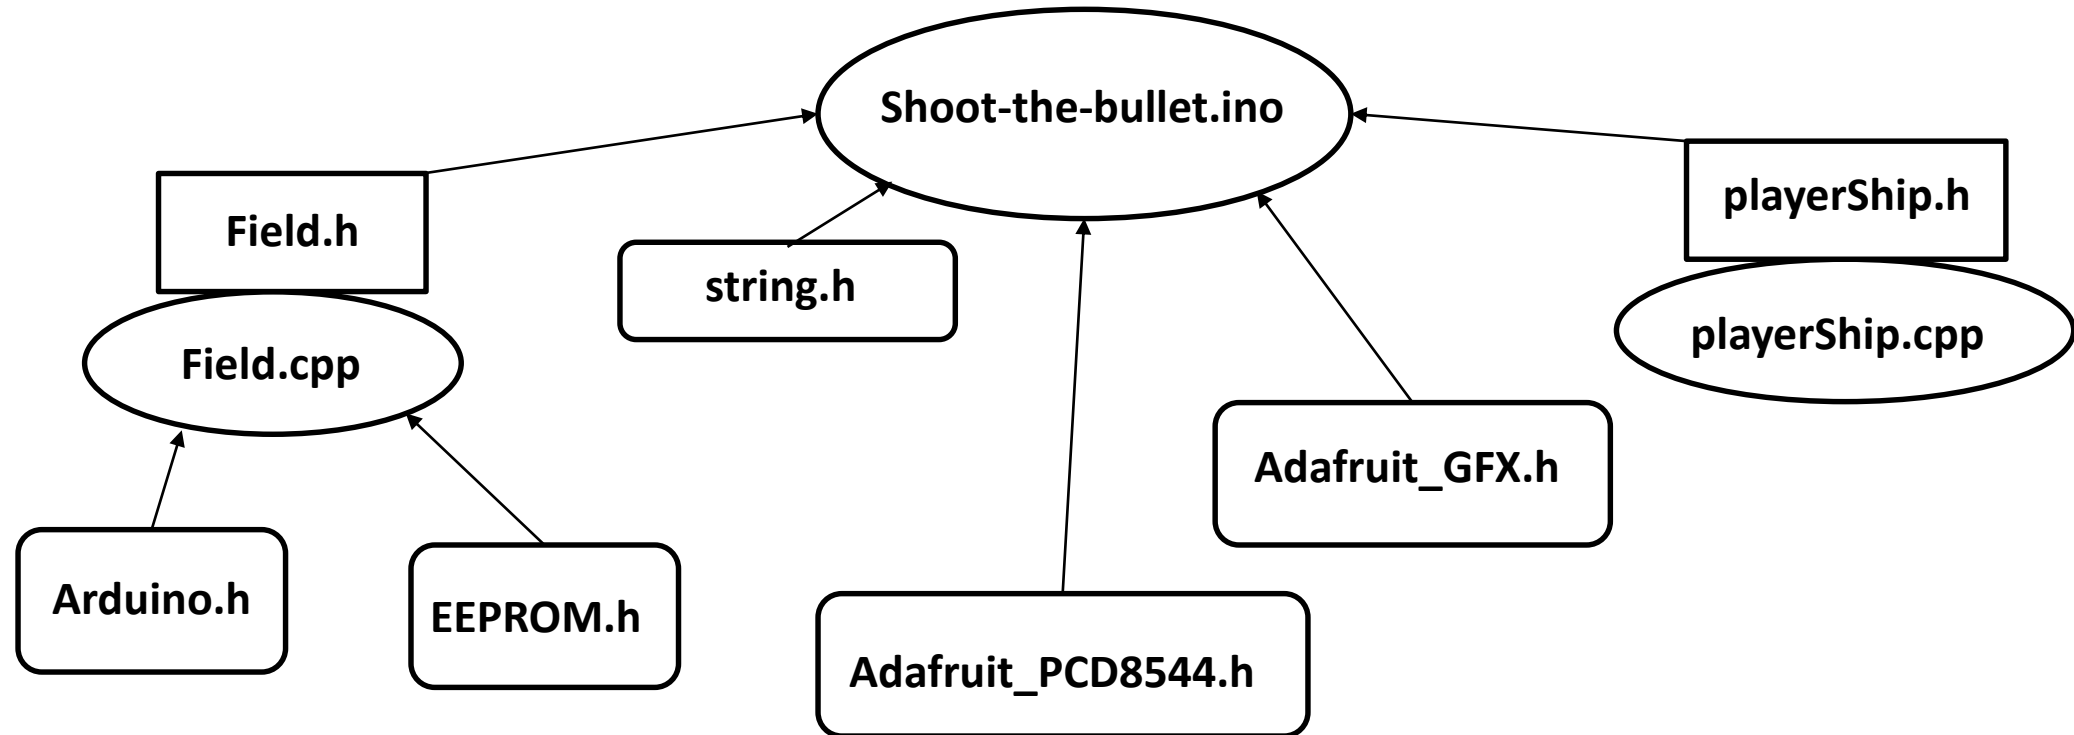 Shoot-the-bullet.ino
Field.h
playerShip.h
string.h
Field.cpp
playerShip.cpp
Adafruit_GFX.h
Arduino.h
EEPROM.h
Adafruit_PCD8544.h